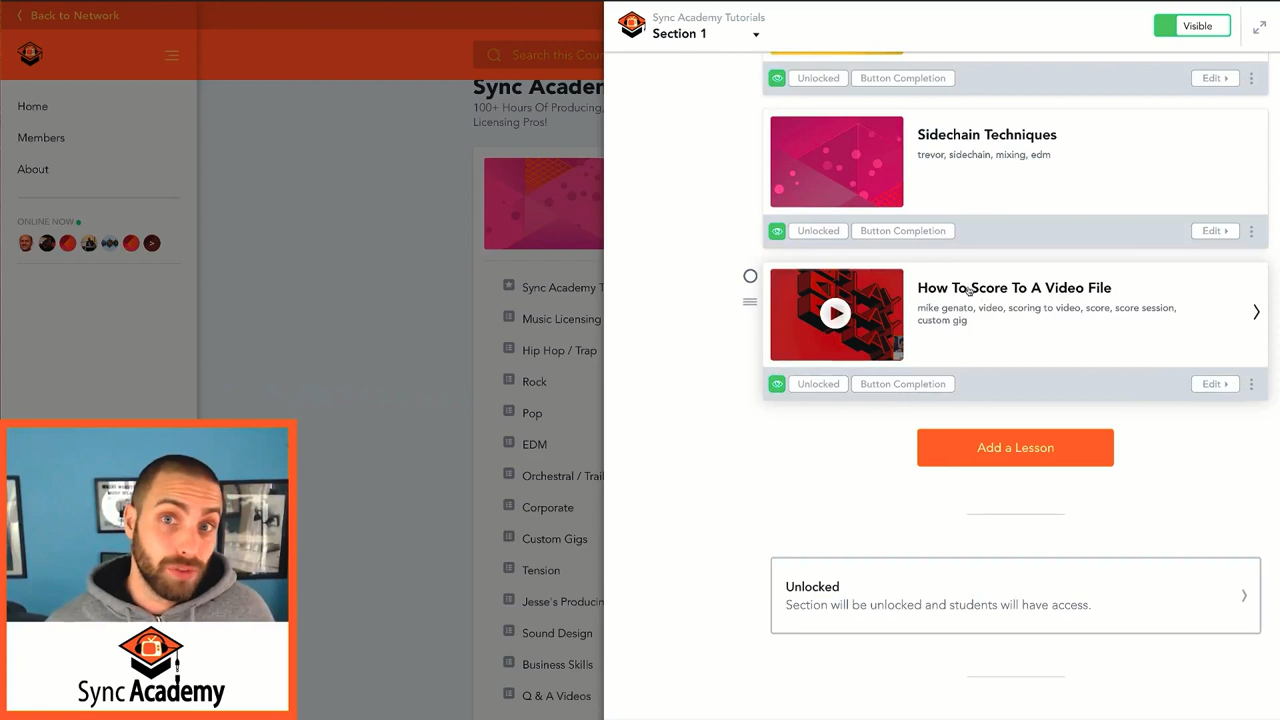 Back to Network
Home
Members
About
ONLINE NOW
Search this Cou
Sync Acader
100+ Hours Of Producing,
Licensing Pros!
Sync Academy T
Music Licensing
Hip Hop / Trap
Rock
Pop
EDM
Orchestral / Trail
Corporate
Custom Gigs
Tension
Jesse's Producin
Sound Design
Business Skills
Q & A Videos
Sync Academy
Sync Academy Tutorials
Section 1
Visible
Unlocked
Button Completion
Edit
Sidechain Techniques
trevor, sidechain, mixing, edm
Unlocked
Button Completion
Edit
How To Score To A Video File
mike genato, video, scoring to video, score, score session,
custom gig
Unlocked
Button Completion
Edit
Add a Lesson
Unlocked
Section will be unlocked and students will have access.